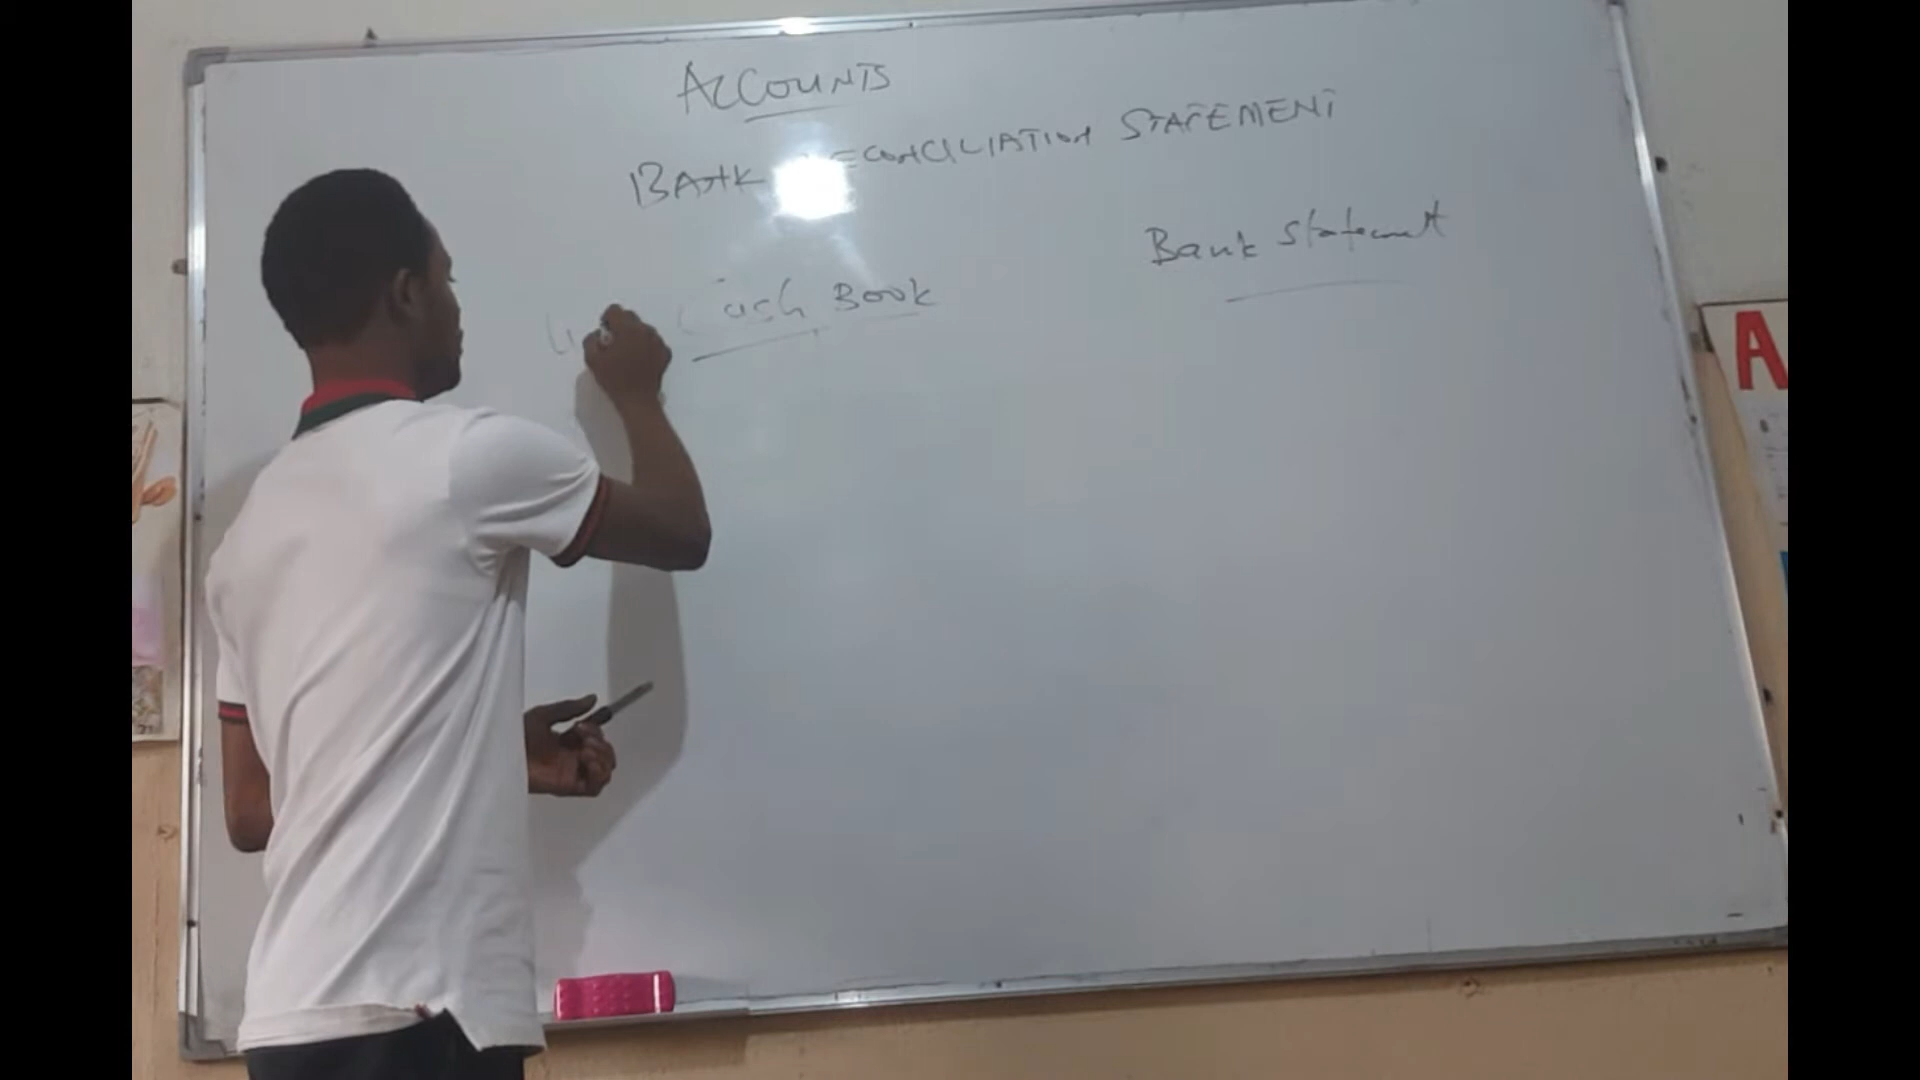 ACCOUNTS
BANK RECONCILIATION STATEMENT
Bank Statement
Cash Book
A